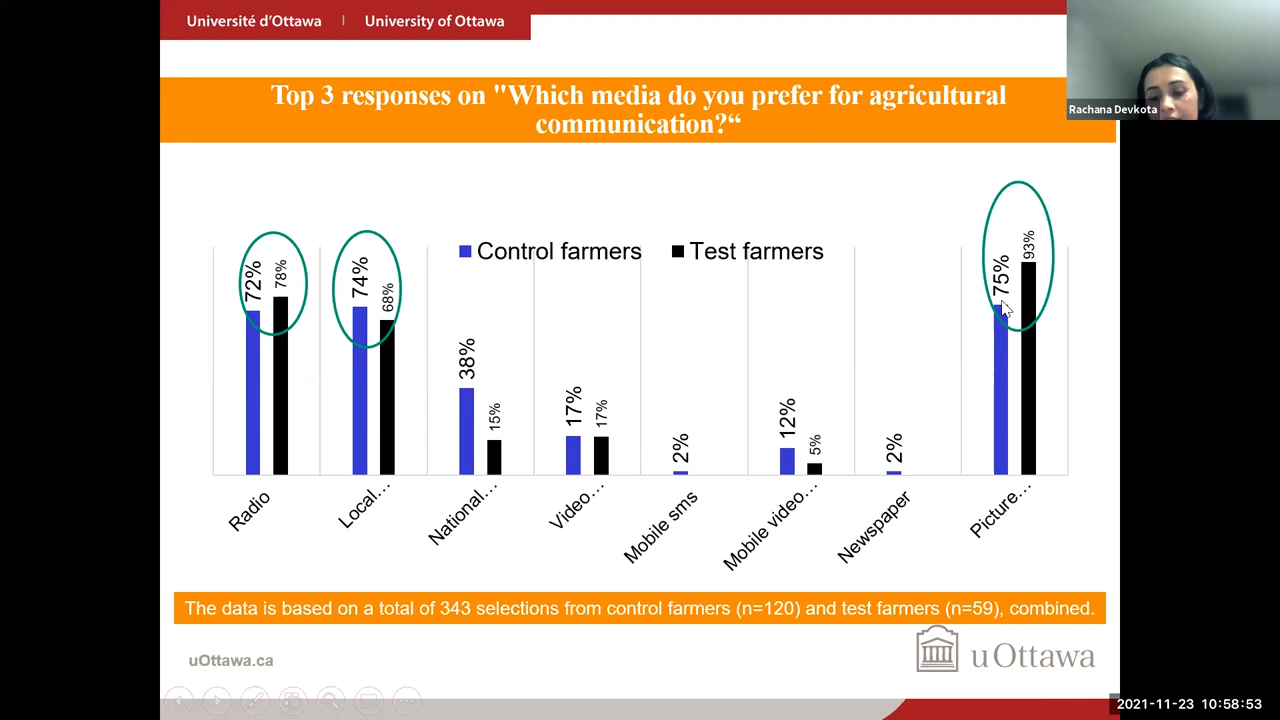 Université d'Ottawa | University of Ottawa
Rachana Devkota
Top 3 responses on "Which media do you prefer for agricultural
communication?“
Control farmers Test farmers
72% 78% 74% 68% 38% 15% 17% 17% 2% 12% 5% 2% 75% 93%
Radio Local... National... Video... Mobile sms Mobile video... Newspaper Picture...
The data is based on a total of 343 selections from control farmers (n=120) and test farmers (n=59), combined.
uOttawa.ca
uOttawa
2021-11-23 10:58:53